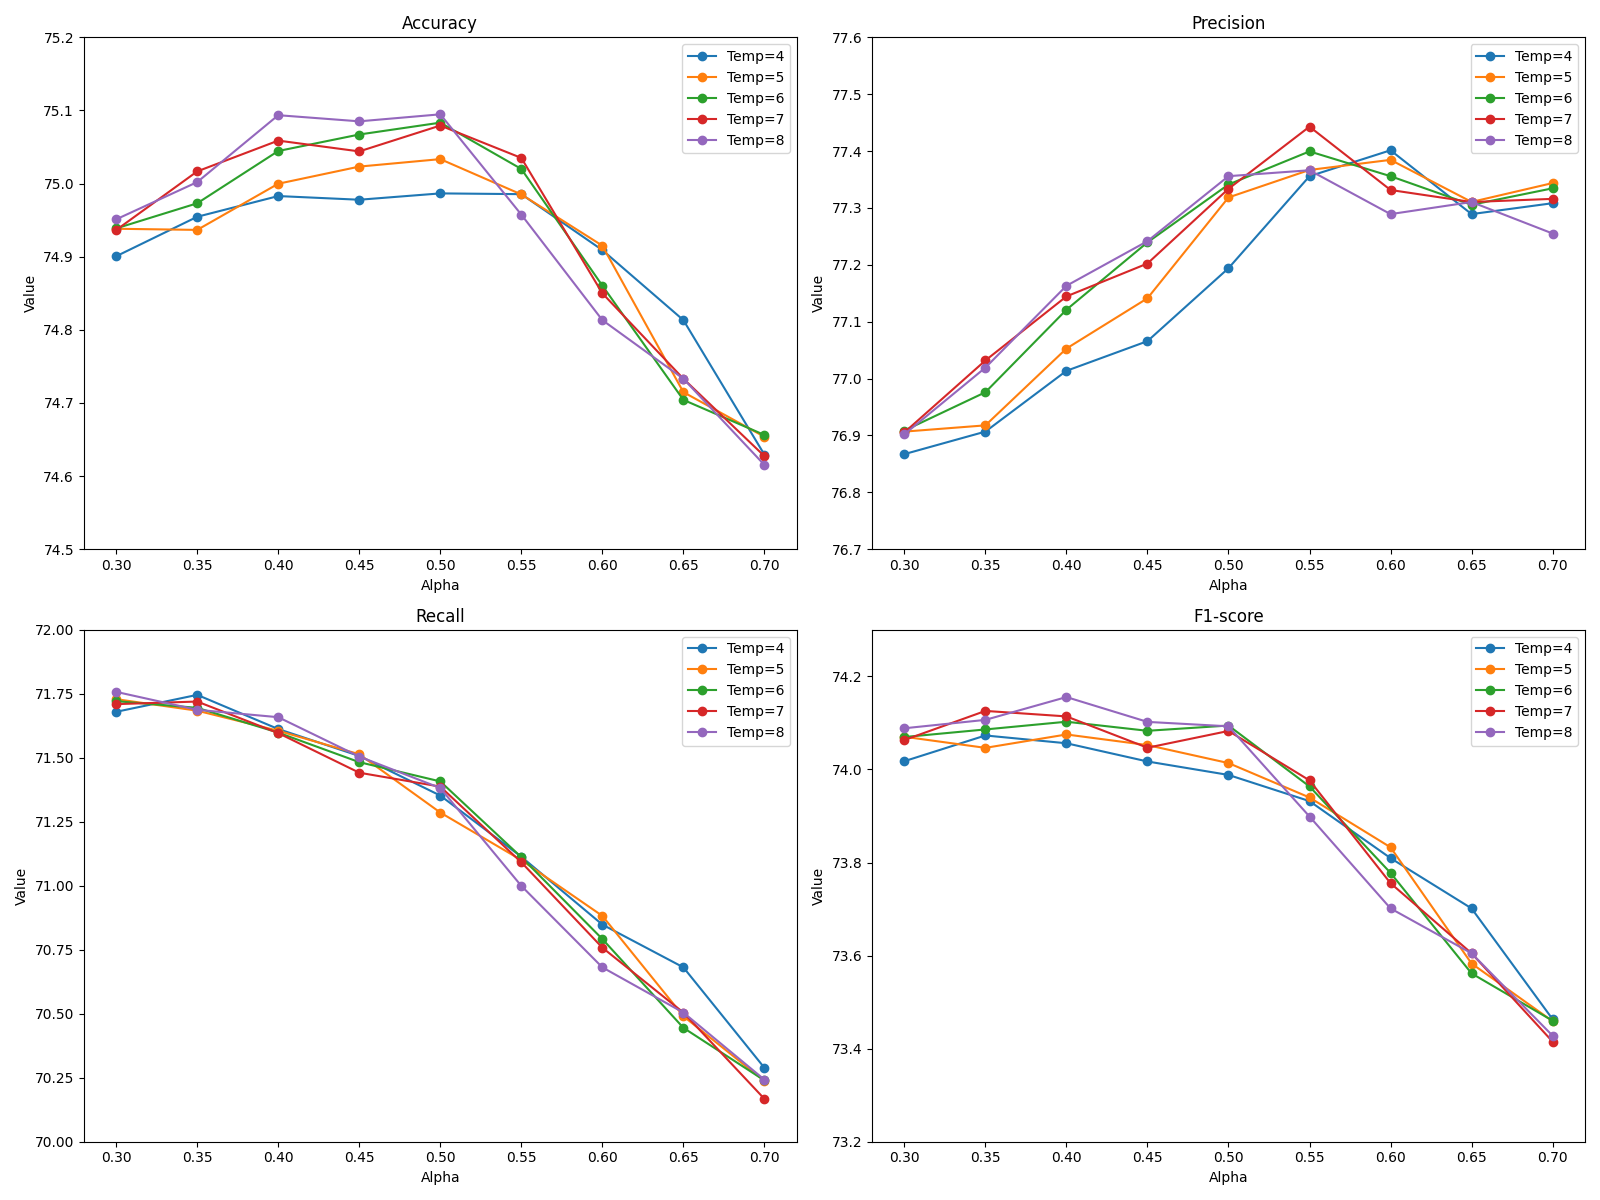 Accuracy
75.2
75.1
75.0
74.9
74.8
74.7
74.6
74.5
Value
0.30 0.35 0.40 0.45 0.50 0.55 0.60 0.65 0.70
Alpha
Temp=4
Temp=5
Temp=6
Temp=7
Temp=8
Precision
77.6
77.5
77.4
77.3
77.2
77.1
77.0
76.9
76.8
76.7
Value
0.30 0.35 0.40 0.45 0.50 0.55 0.60 0.65 0.70
Alpha
Temp=4
Temp=5
Temp=6
Temp=7
Temp=8
Recall
72.00
71.75
71.50
71.25
71.00
70.75
70.50
70.25
70.00
Value
0.30 0.35 0.40 0.45 0.50 0.55 0.60 0.65 0.70
Alpha
Temp=4
Temp=5
Temp=6
Temp=7
Temp=8
F1-score
74.2
74.0
73.8
73.6
73.4
73.2
Value
0.30 0.35 0.40 0.45 0.50 0.55 0.60 0.65 0.70
Alpha
Temp=4
Temp=5
Temp=6
Temp=7
Temp=8